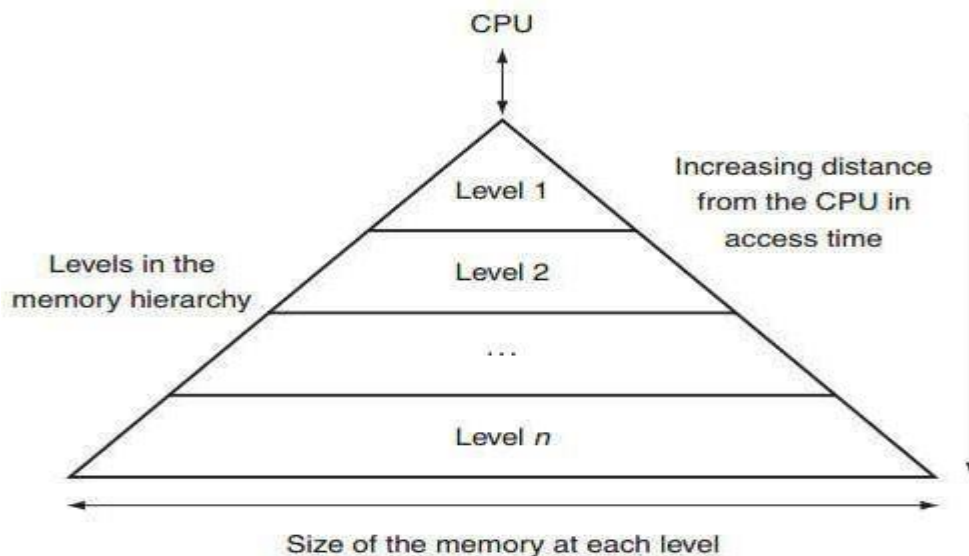 CPU
Level 1
Increasing distance
from the CPU in
access time
Levels in the
memory hierarchy
Level 2
...
Level n
Size of the memory at each level